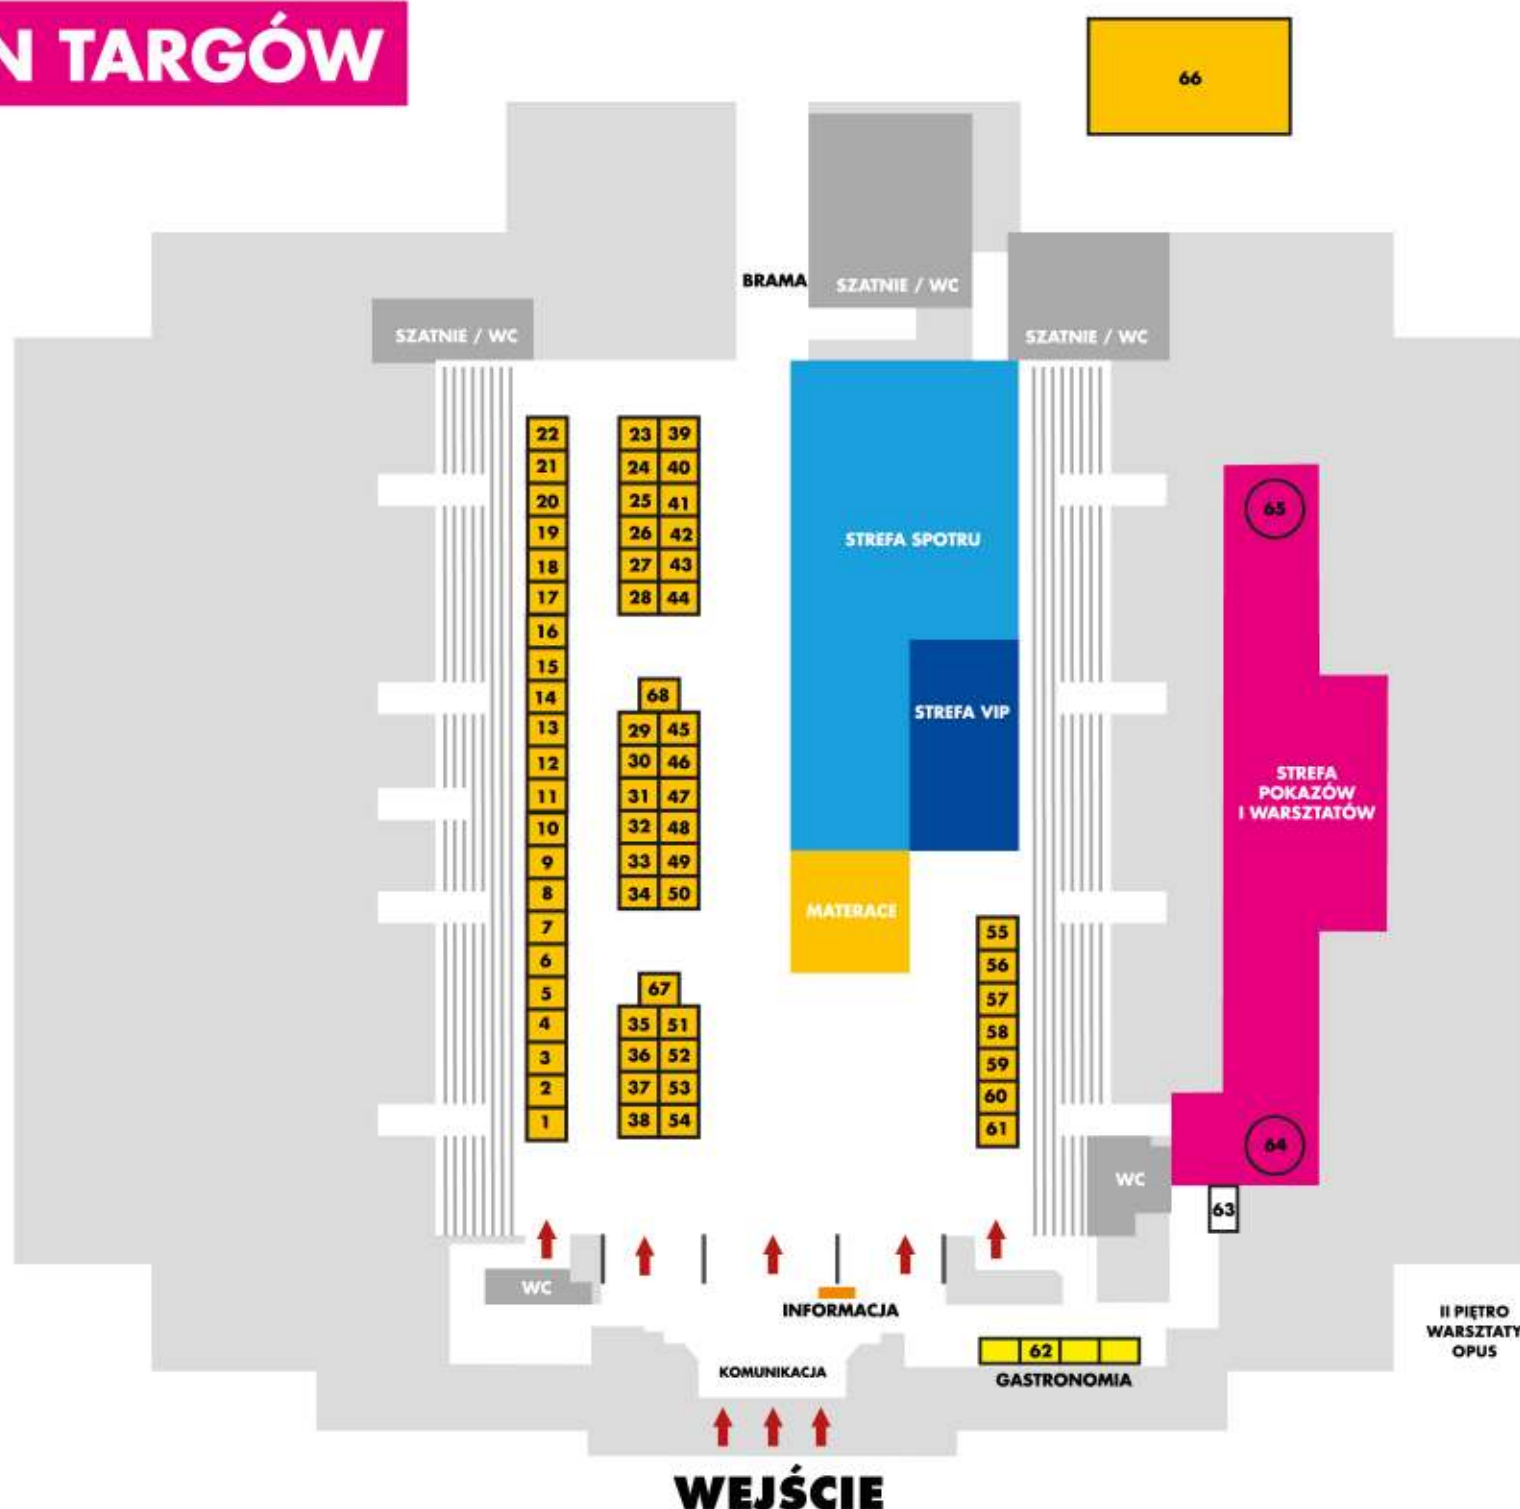 N TARGÓW
66
BRAMA
SZATNIE / WC
SZATNIE / WC
SZATNIE / WC
22
21
20
19
18
17
16
15
14
13
12
11
10
9
8
7
6
5
4
3
2
1
23 39
24 40
25 41
26 42
27 43
28 44
68
29 45
30 46
31 47
32 48
33 49
34 50
67
35 51
36 52
37 53
38 54
STREFA SPOTRU
STREFA VIP
MATERACE
55
56
57
58
59
60
61
65
STREFA
POKAZÓW
I WARSZTATÓW
64
63
WC
WC
INFORMACJA
KOMUNIKACJA
62
GASTRONOMIA
II PIĘTRO
WARSZTATY
OPUS
WEJŚCIE